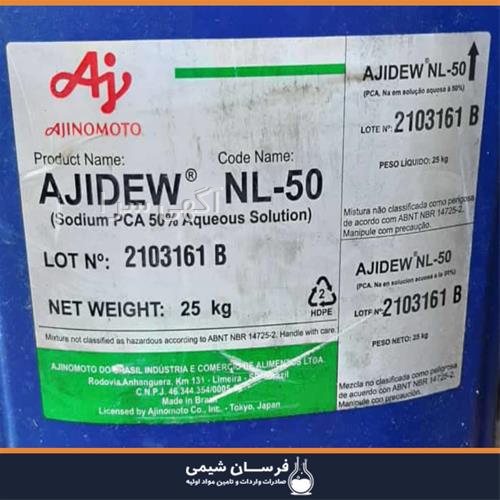 Aj
AJINOMOTO
Product Name:
Code Name:
AJIDEW® NL-50
(Sodium PCA 50% Aqueous Solution)
LOT Nº: 2103161 B
NET WEIGHT: 25 kg
2
HDPE
Mixture not classified as hazardous according to ABNT NBR 14725-2. Handle with care.
AJINOMOTO DO BRASIL INDÚSTRIA E COMÉRCIO DE ALIMENTOS LTDA.
Rodovia Anhanguera, Km 131 - Limeira - Brazil
C.N.P.J. 46.344.354/0005
Made in Brazil
Licensed by Ajinomoto Co., Inc. - Tokyo, Japan
AJIDEW® NL-50
(PCA. Na em solução aquosa à 50%)
LOTE Nº: 2103161 B
PESO LÍQUIDO: 25 kg
Mistura não classificada como perigosa
de acordo com ABNT NBR 14725-2.
Manipule com precaução.
AJIDEW® NL-50
LOTE Nº: 2103161 B
PESO NETO: 25 kg
Mezcla no clasificada como peligrosa
de acuerdo con ABNT NBR 14725-2.
Manipule con precaución.
فرسان شیمی
صادرات واردات و تامین مواد اولیه